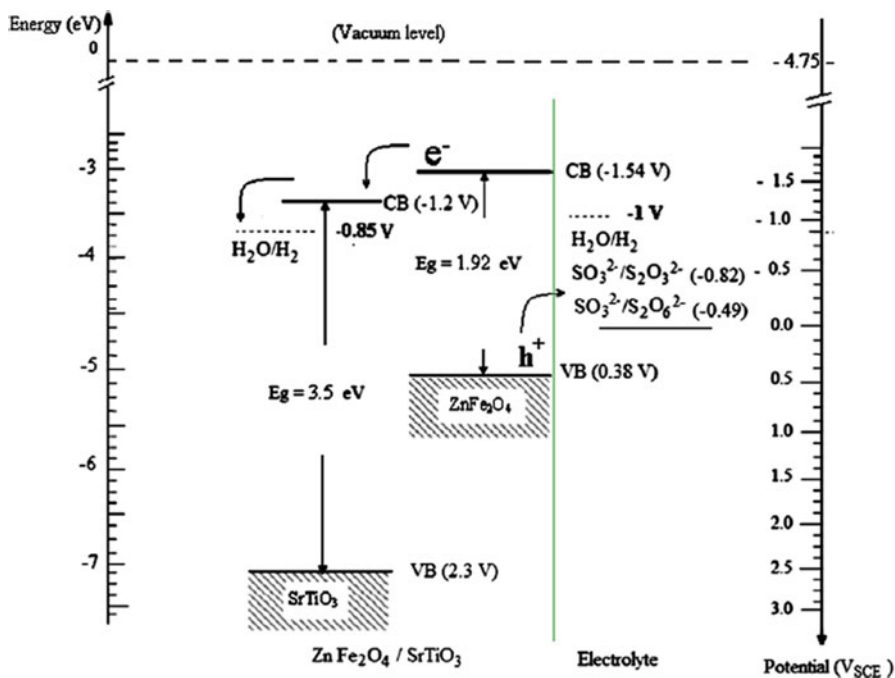 Energy (eV)
(Vacuum level)
0
- 4.75
-3
-4
-5
-6
-7
e⁻
CB (-1.54 V)
CB (-1.2 V)
-0.85 V
H₂O/H₂
Eg = 1.92 eV
-1 V
H₂O/H₂
SO₃²⁻/S₂O₃²⁻ (-0.82)
SO₃²⁻/S₂O₆²⁻ (-0.49)
h⁺
VB (0.38 V)
ZnFe₂O₄
Eg = 3.5 eV
VB (2.3 V)
SrTiO₃
- 1.5
- 1.0
- 0.5
0.0
0.5
1.0
1.5
2.0
2.5
3.0
Zn Fe₂O₄ / SrTiO₃
Electrolyte
Potential (V_SCE )